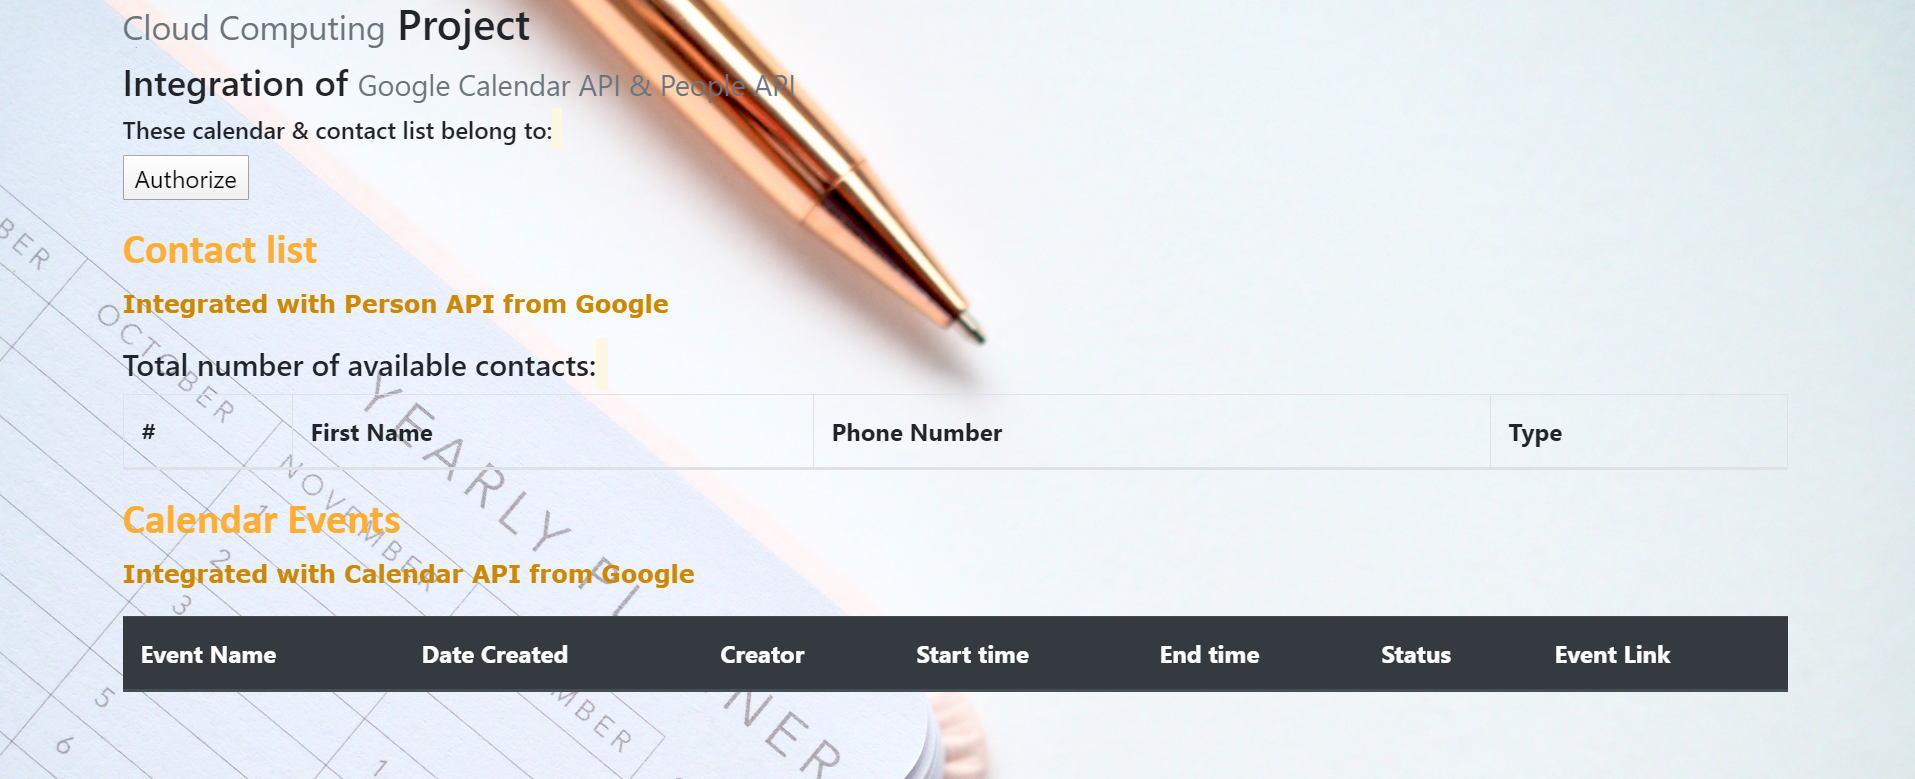 Cloud Computing Project
Integration of Google Calendar API & People API
These calendar & contact list belong to:
Authorize
Contact list
Integrated with Person API from Google
Total number of available contacts:
# First Name Phone Number Type
Calendar Events
Integrated with Calendar API from Google
Event Name Date Created Creator Start time End time Status Event Link
BER
OCTOBER
NOVEMBER
YEARLY PL
NNER
MBER
1
2
3
5
6
1